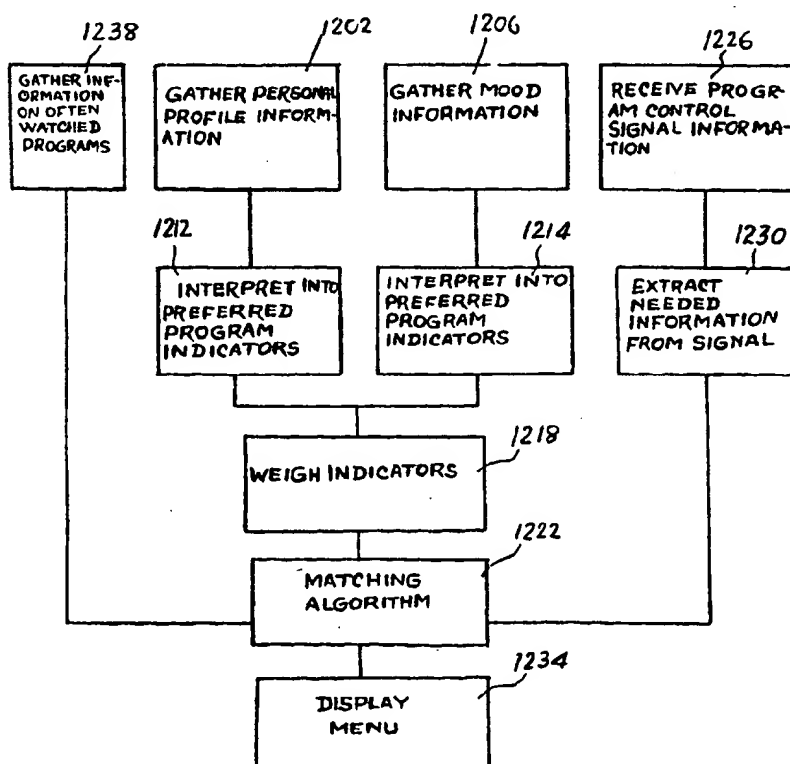 1238
1202
1206
1226
GATHER INF-
ORMATION
ON OFTEN
WATCHED
PROGRAMS
GATHER PERSONAL
PROFILE INFORM-
ATION
GATHER MOOD
INFORMATION
RECEIVE PROGR-
AM CONTROL
SIGNAL INFORMA-
TION
1212
1214
1230
INTERPRET INTO
PREFERRED
PROGRAM
INDICATORS
INTERPRET INTO
PREFERRED
PROGRAM
INDICATORS
EXTRACT
NEEDED
INFORMATION
FROM SIGNAL
1218
WEIGH INDICATORS
1222
MATCHING
ALGORITHM
1234
DISPLAY
MENU